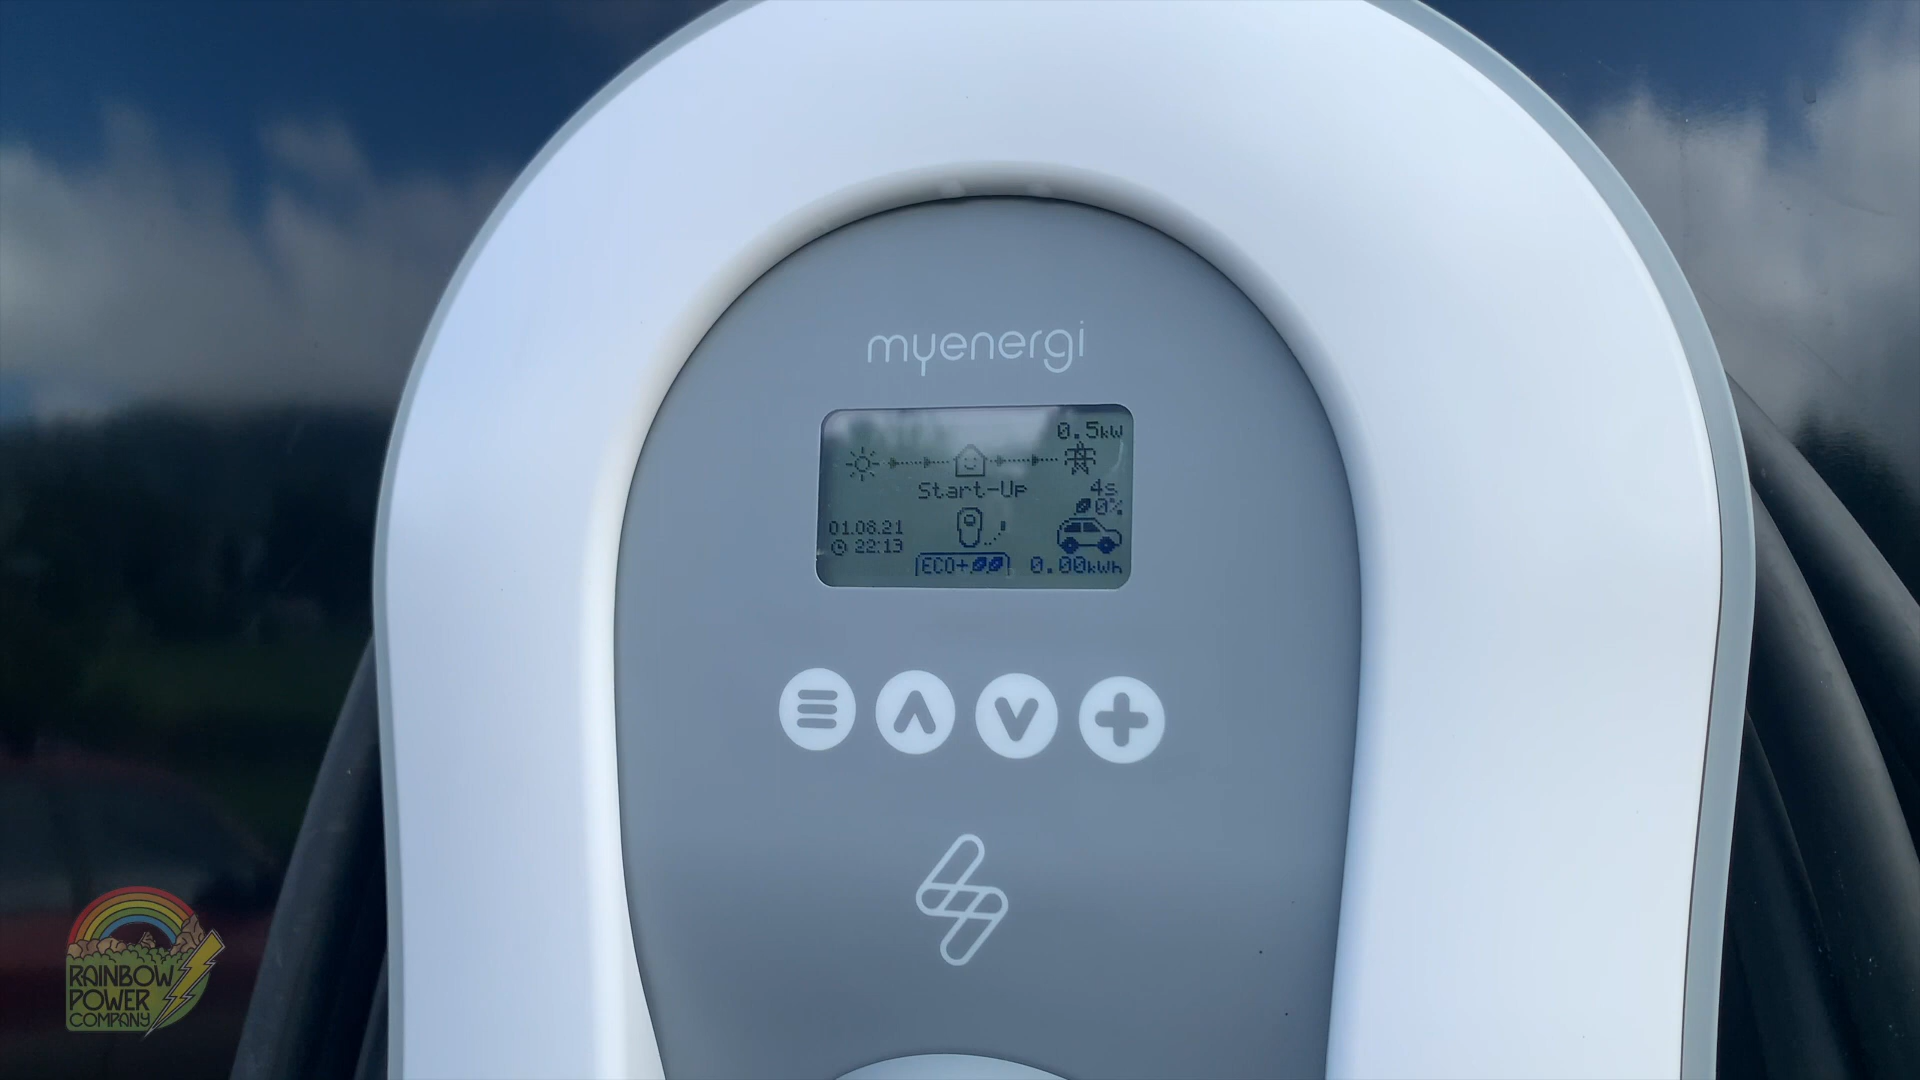 myenergi
0.5kW
Start-Up
4s
0%
01.08.21
22:13
ECO+
0.00kWh
RAINBOW
POWER
COMPANY